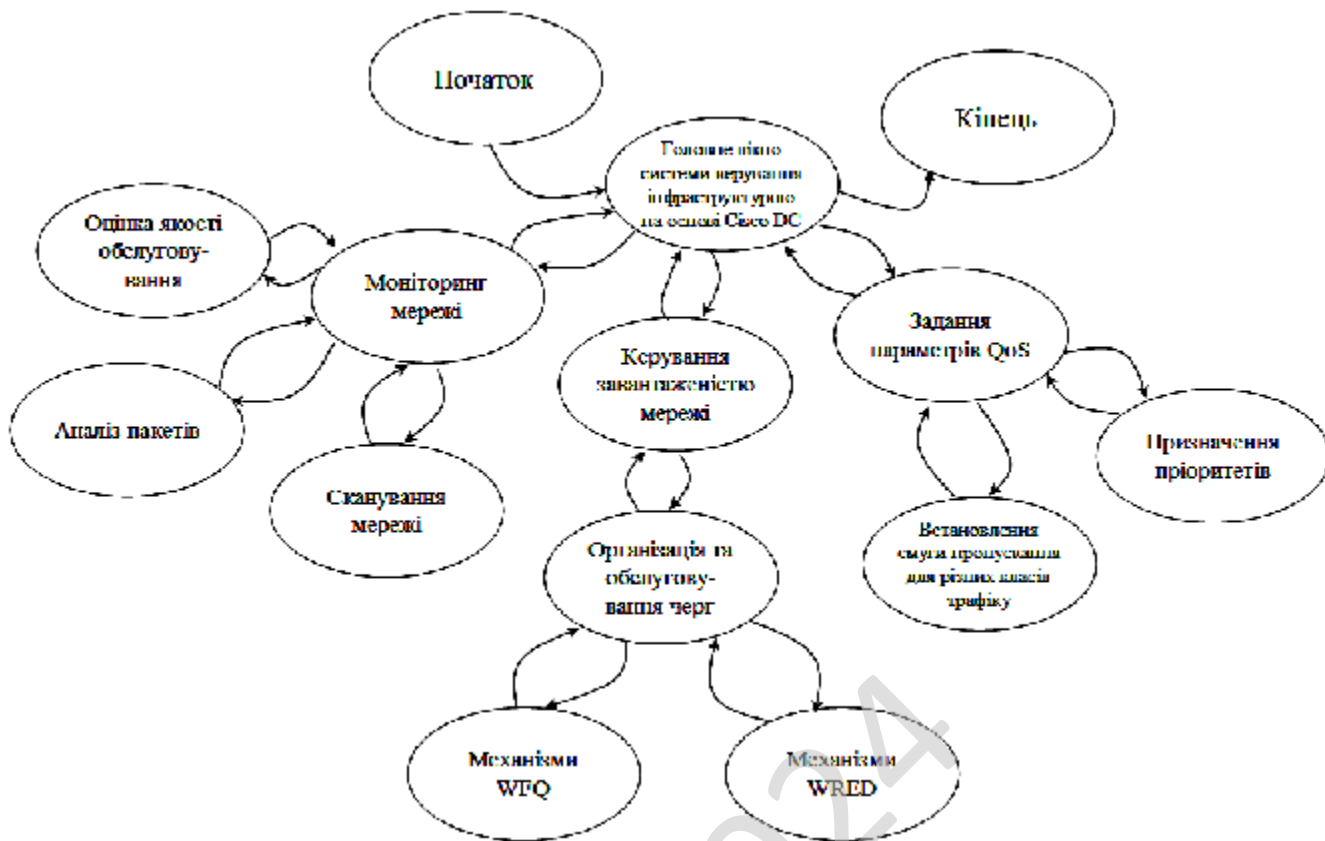 Початок
Кінець
Головне вікно
системи керування
інфраструктурою
на основі Cisco DC
Оцінка якості
обслугову-
вання
Моніторинг
мережі
Задання
параметрів QoS
Керування
завантаженістю
мережі
Аналіз пакетів
Призначення
пріоритетів
Сканування
мережі
Встановлення
смуги пропускання
для різних класів
трафіку
Організація та
обслугову-
вання черг
Механізми
WFQ
Механізми
WRED
2024